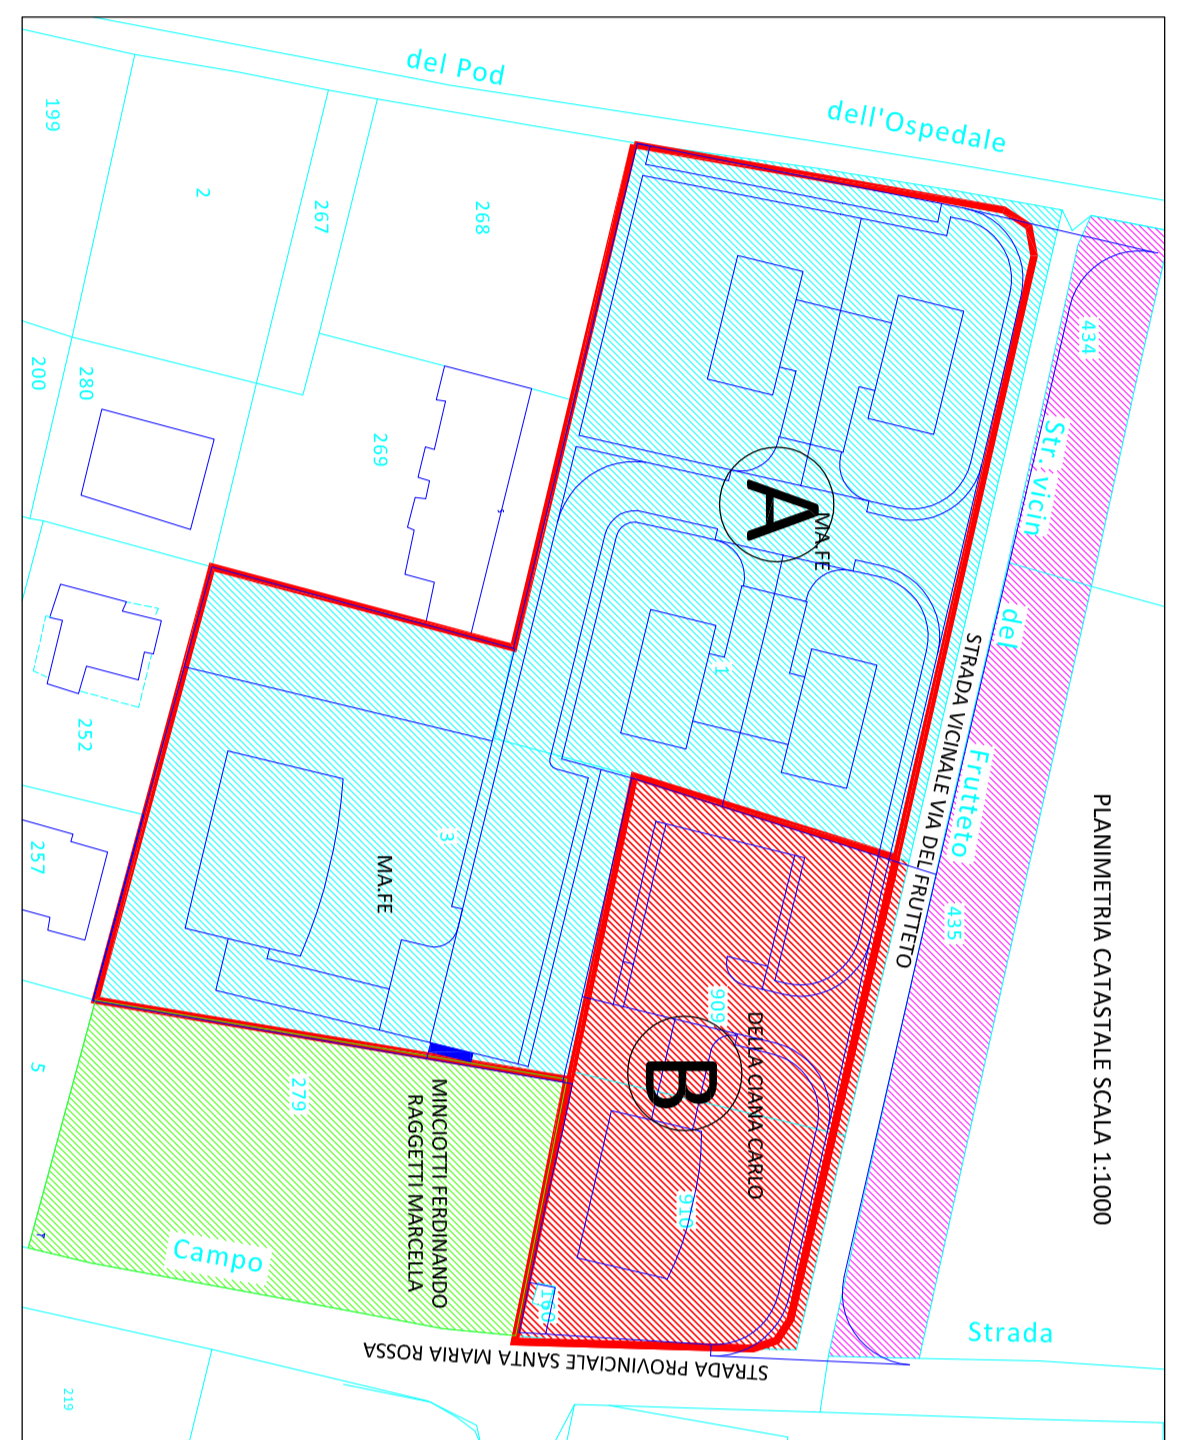 del Pod
dell'Ospedale
199
2
267
268
434
200
280
269
Str. vicin
A
MA.FE
del
STRADA VICINALE VIA DEL FRUTTETO
1
252
Frutteto
PLANIMETRIA CATASTALE SCALA 1:1000
257
3
MA.FE
435
909
DELLA CIANA CARLO
B
5
279
MINCIOTTI FERDINANDO
RAGGETTI MARCELLA
910
Campo
160
Strada
STRADA PROVINCIALE SANTA MARIA ROSSA
219